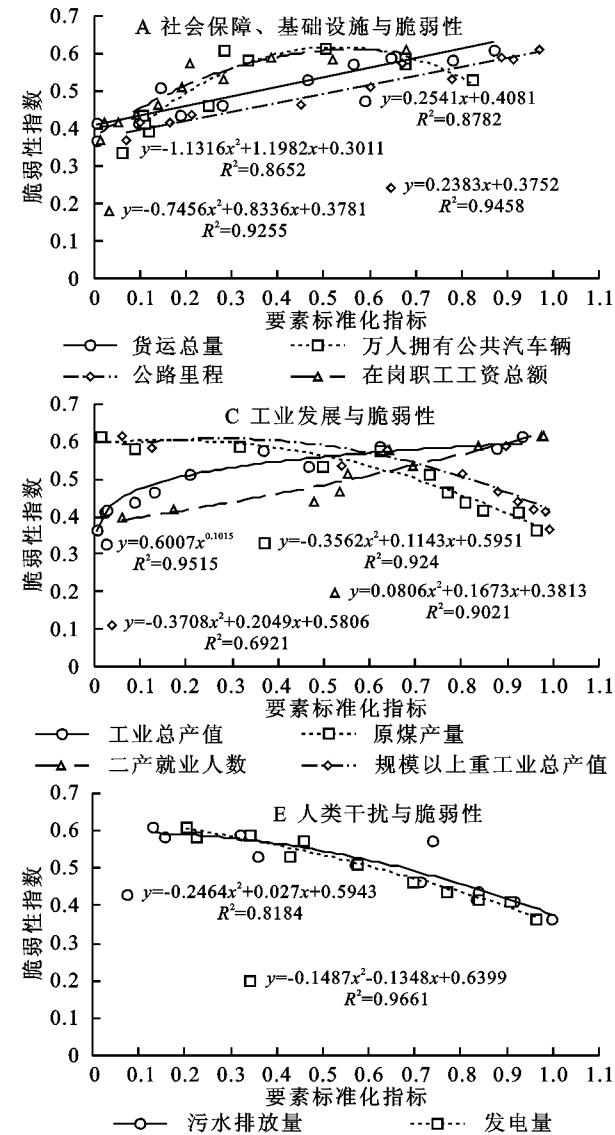 A 社会保障、基础设施与脆弱性
脆弱性指数
0.7
0.6
0.5
0.4
0.3
0.2
0.1
0
y=0.2541x+0.4081
R²=0.8782
y=-1.1316x²+1.1982x+0.3011
R²=0.8652
y=0.2383x+0.3752
R²=0.9458
y=-0.7456x²+0.8336x+0.3781
R²=0.9255
0 0.1 0.2 0.3 0.4 0.5 0.6 0.7 0.8 0.9 1.0
要素标准化指标
货运总量 万人拥有公共汽车辆
公路里程 在岗职工工资总额
C 工业发展与脆弱性
脆弱性指数
0.7
0.6
0.5
0.4
0.3
0.2
0.1
0
y=0.6007x^0.1015
R²=0.9515
y=-0.3562x²+0.1143x+0.5951
R²=0.924
y=0.0806x²+0.1673x+0.3813
R²=0.9021
y=-0.3708x²+0.2049x+0.5806
R²=0.6921
0 0.1 0.2 0.3 0.4 0.5 0.6 0.7 0.8 0.9 1.0
要素标准化指标
工业总产值 原煤产量
二产就业人数 规模以上重工业总产值
E 人类干扰与脆弱性
脆弱性指数
0.7
0.6
0.5
0.4
0.3
0.2
0.1
0
y=-0.2464x²+0.027x+0.5943
R²=0.8184
y=-0.1487x²-0.1348x+0.6399
R²=0.9661
0.0 0.1 0.2 0.3 0.4 0.5 0.6 0.7 0.8 0.9 1.0
要素标准化指标
污水排放量 发电量